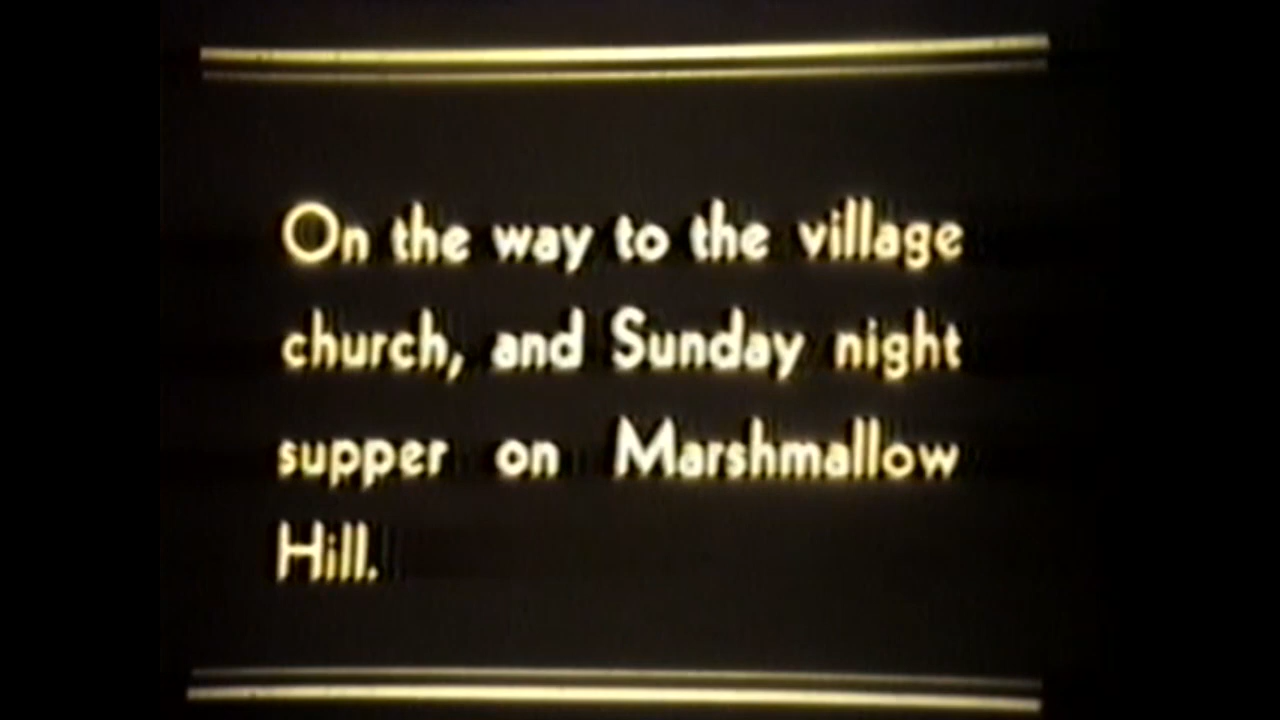 On the way to the village
church, and Sunday night
supper on Marshmallow
Hill.